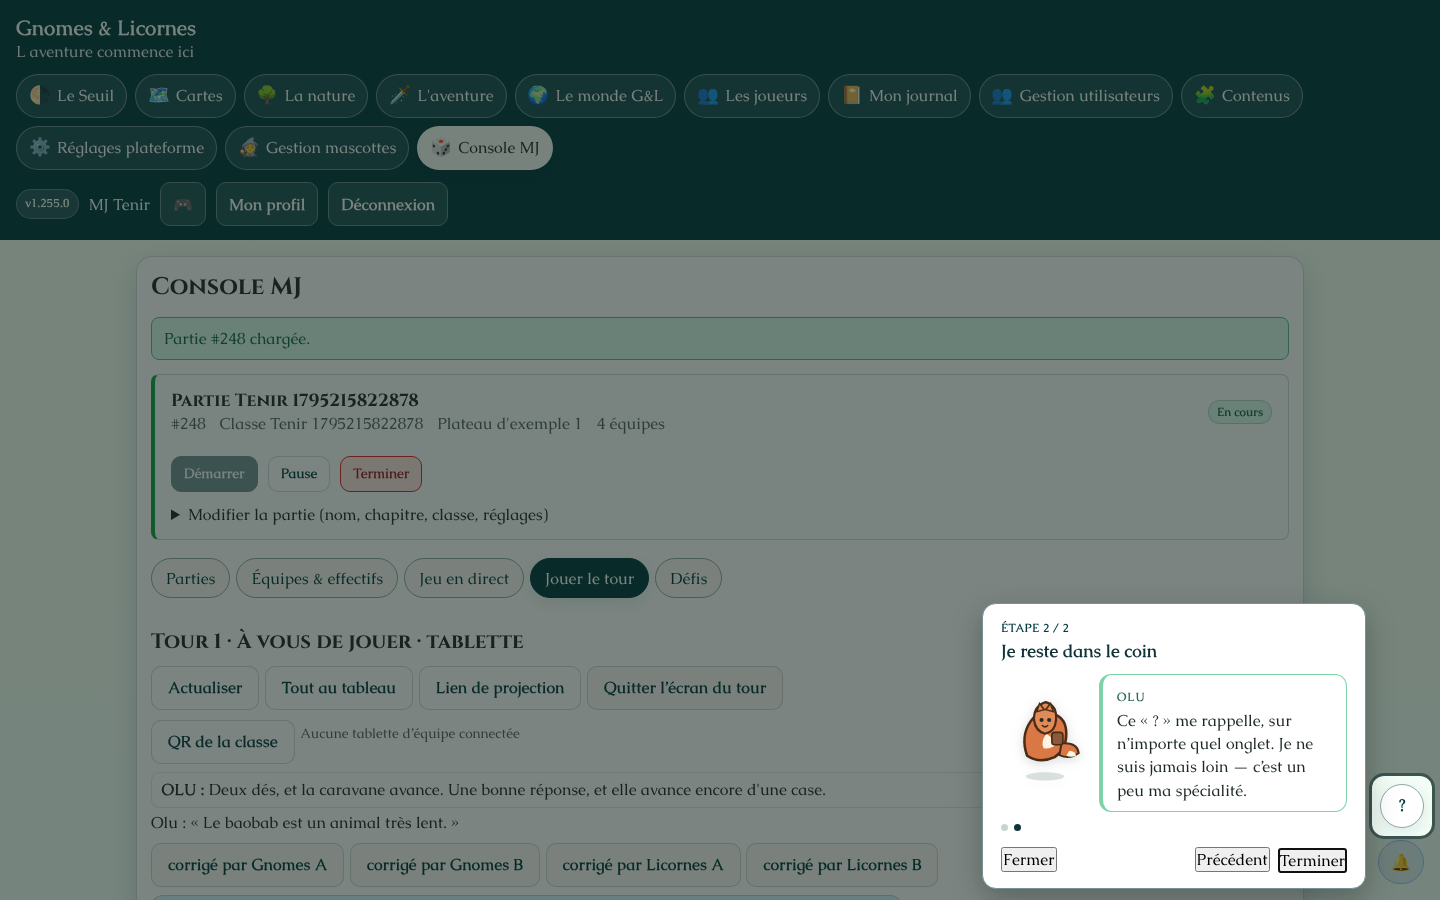 Gnomes & Licornes
L aventure commence ici
Le Seuil Cartes La nature L'aventure Le monde G&L Les joueurs Mon journal Gestion utilisateurs Contenus
Réglages plateforme Gestion mascottes Console MJ
v1.255.0 MJ Tenir Mon profil Déconnexion
Console MJ
Partie #248 chargée.
Partie Tenir 1795215822878
#248 Classe Tenir 1795215822878 Plateau d'exemple 1 4 équipes
En cours
Démarrer Pause Terminer
Modifier la partie (nom, chapitre, classe, réglages)
Parties Équipes & effectifs Jeu en direct Jouer le tour Défis
Tour 1 · À vous de jouer · tablette
Actualiser Tout au tableau Lien de projection Quitter l’écran du tour
QR de la classe Aucune tablette d’équipe connectée
OLU : Deux dés, et la caravane avance. Une bonne réponse, et elle avance encore d'une case.
Olu : « Le baobab est un animal très lent. »
corrigé par Gnomes A corrigé par Gnomes B corrigé par Licornes A corrigé par Licornes B
ÉTAPE 2 / 2
Je reste dans le coin
OLU
Ce « ? » me rappelle, sur
n’importe quel onglet. Je ne
suis jamais loin — c’est un
peu ma spécialité.
Fermer Précédent Terminer
?